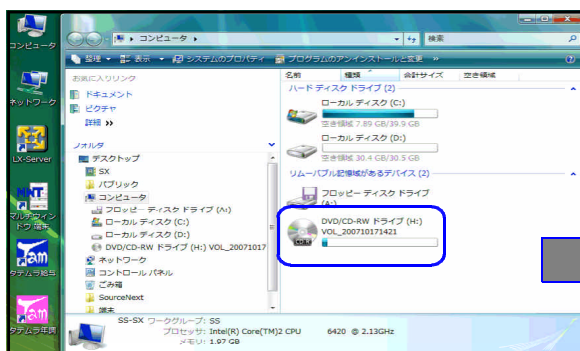 コンピュータ
ネットワーク
LX-Server
マルチウィン
ドウ端末
タテムラ給与
タテムラ年調
コンピュータ
検索
整理
表示
システムのプロパティ
プログラムのアンインストールと変更 »
お気に入りリンク
ドキュメント
ピクチャ
詳細 »
フォルダ
デスクトップ
SX
パブリック
コンピュータ
フロッピー ディスク ドライブ (A:)
ローカル ディスク (C:)
ローカル ディスク (D:)
DVD/CD-RW ドライブ (H:) VOL_20071017
ネットワーク
コントロール パネル
ごみ箱
SourceNext
端末
名前 種類 合計サイズ 空き領域
ハード ディスク ドライブ (2)
ローカル ディスク (C:)
空き領域 7.89 GB/39.9 GB
ローカル ディスク (D:)
空き領域 30.4 GB/30.5 GB
リムーバブル記憶域があるデバイス (2)
フロッピー ディスク ドライブ
(A:)
DVD/CD-RW ドライブ (H:)
VOL_200710171421
CD-R
SS-SX ワークグループ: SS
プロセッサ: Intel(R) Core(TM)2 CPU 6420 @ 2.13GHz
メモリ: 1.97 GB